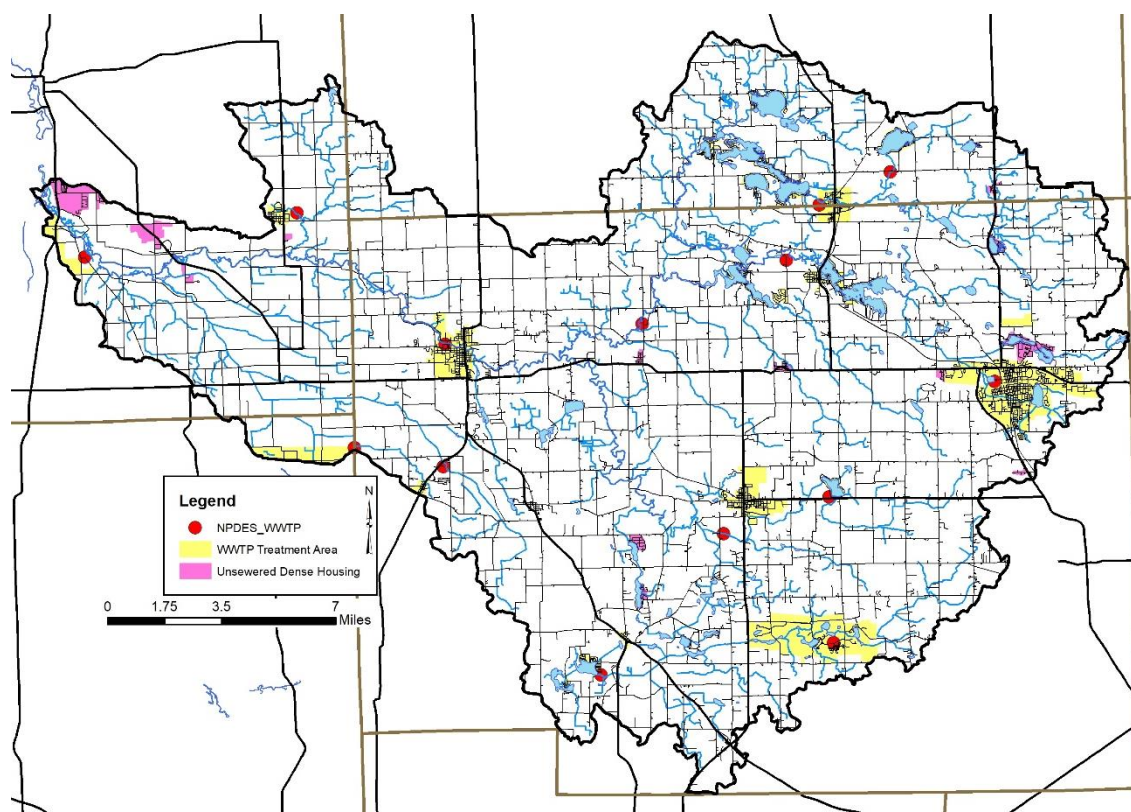 Legend
N
NPDES_WWTP
WWTP Treatment Area
Unsewered Dense Housing
0 1.75 3.5 7
Miles